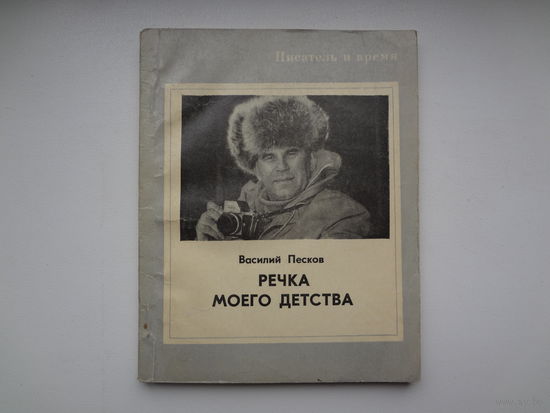 Писатель и время
Василий Песков
РЕЧКА
МОЕГО ДЕТСТВА